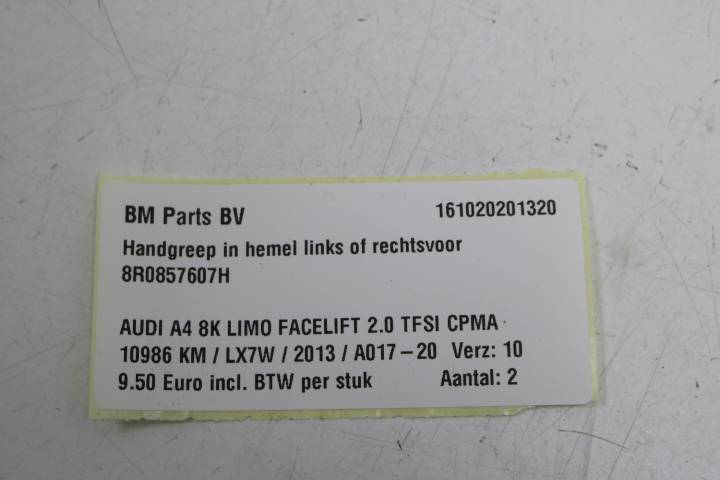 BM Parts BV 161020201320
Handgreep in hemel links of rechtsvoor
8R0857607H
AUDI A4 8K LIMO FACELIFT 2.0 TFSI CPMA
10986 KM / LX7W / 2013 / A017-20 Verz: 10
9.50 Euro incl. BTW per stuk Aantal: 2